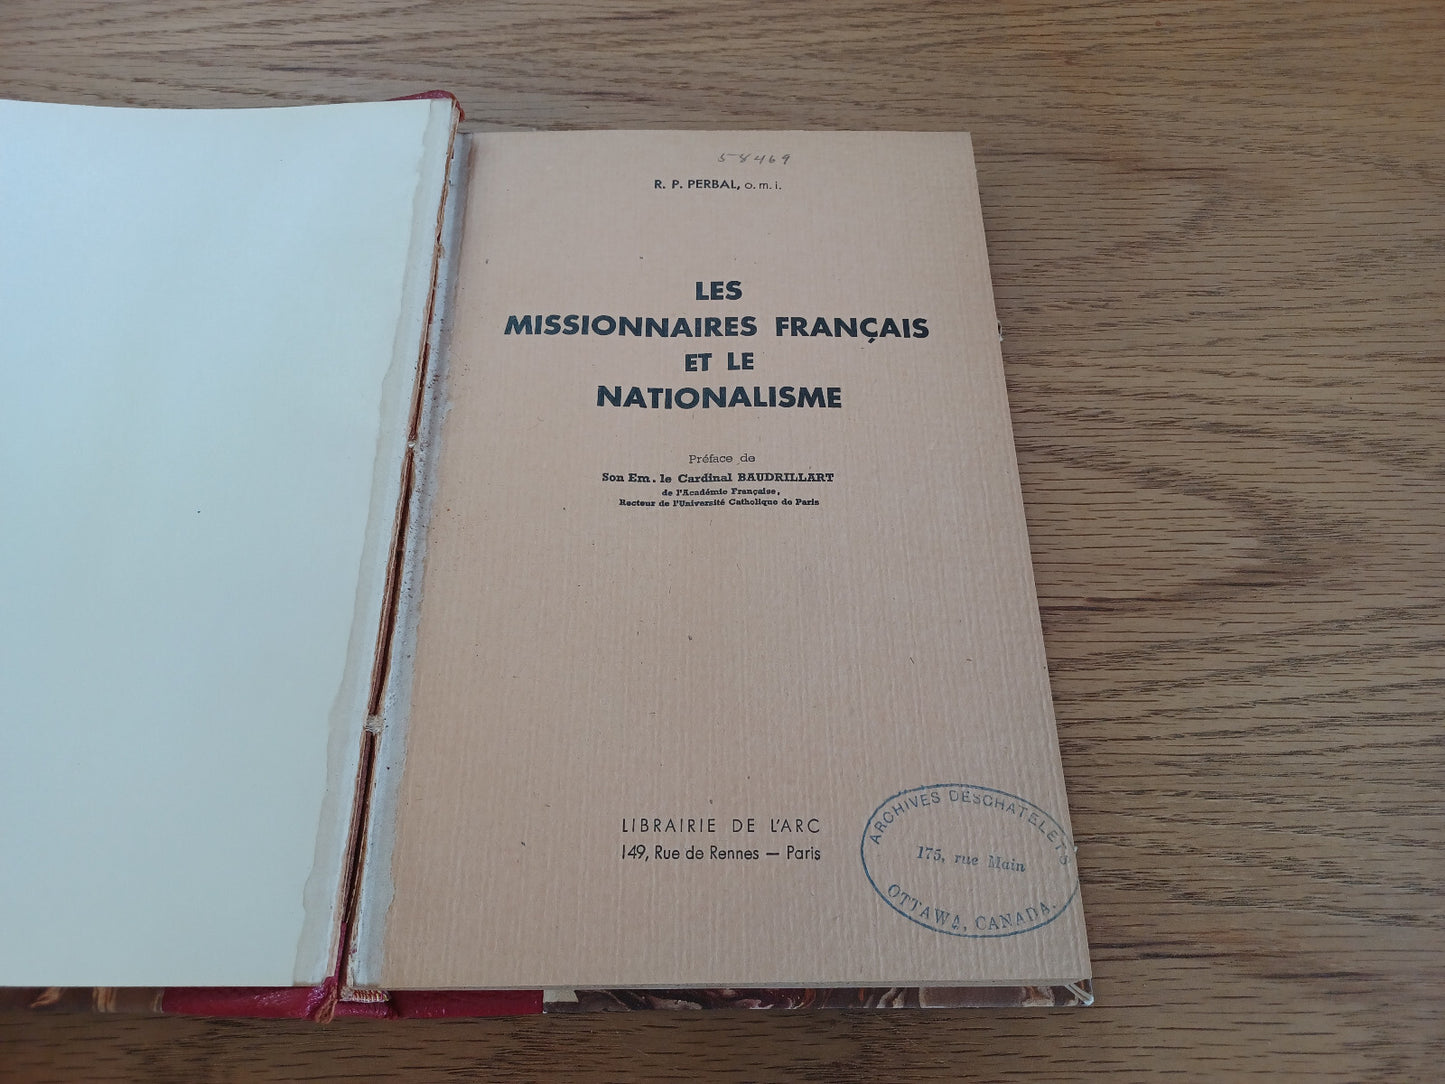 58469
R. P. PERBAL, o. m. i.
LES
MISSIONNAIRES FRANÇAIS
ET LE
NATIONALISME
Préface de
Son Em. le Cardinal BAUDRILLART
de l'Académie Française,
Recteur de l'Université Catholique de Paris
LIBRAIRIE DE L'ARC
149, Rue de Rennes — Paris
ARCHIVES DESCHATELETS
175, rue Main
OTTAWA, CANADA.